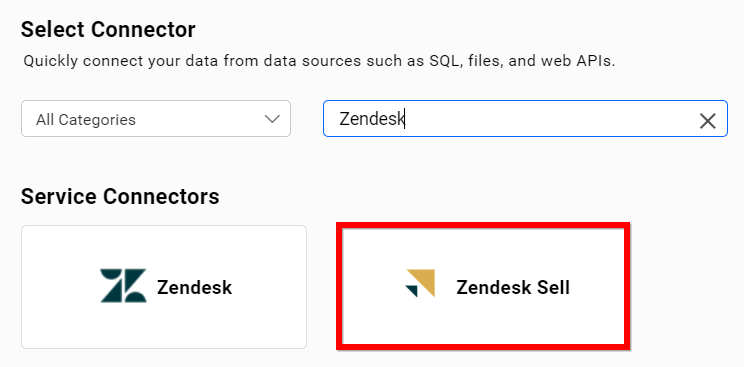 Select Connector
Quickly connect your data from data sources such as SQL, files, and web APIs.
All Categories
Zendesk
Service Connectors
Zendesk
Zendesk Sell